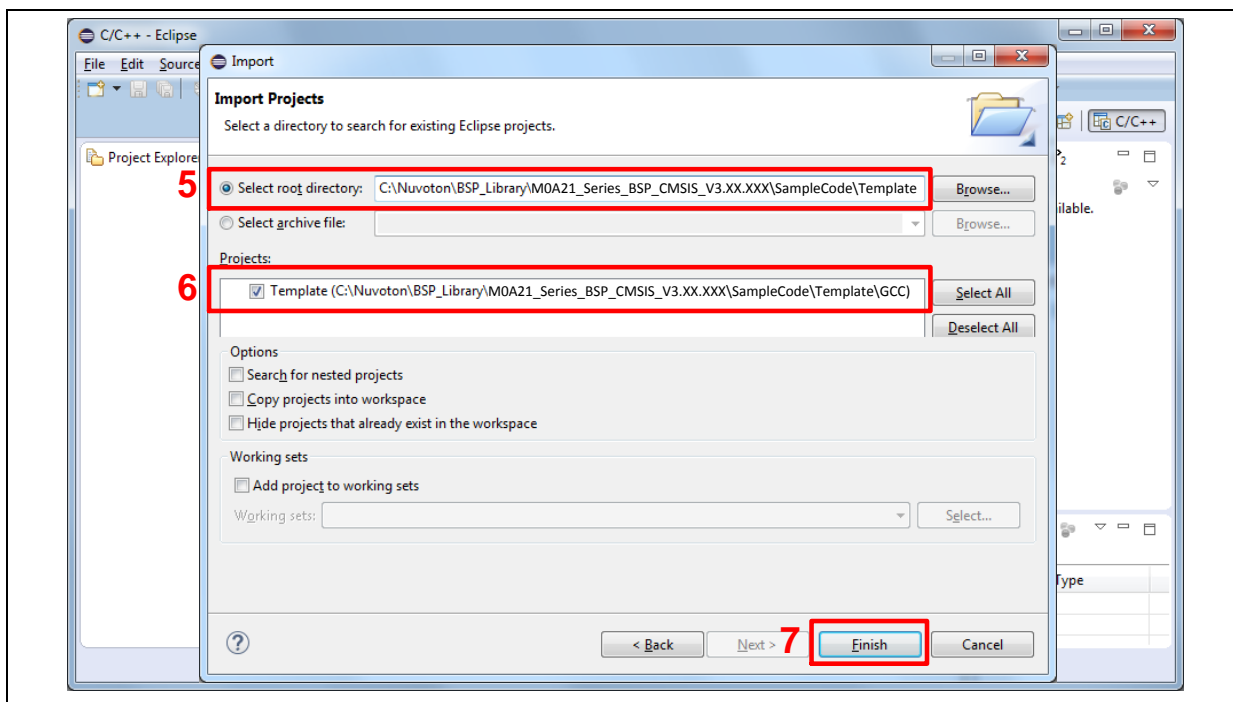 C/C++ - Eclipse
File Edit Source
Import
Import Projects
Select a directory to search for existing Eclipse projects.
C/C++
Project Explore
2
5
Select root directory: C:\Nuvoton\BSP_Library\M0A21_Series_BSP_CMSIS_V3.XX.XXX\SampleCode\Template Browse...
ilable.
Select archive file: Browse...
Projects:
6
Template (C:\Nuvoton\BSP_Library\M0A21_Series_BSP_CMSIS_V3.XX.XXX\SampleCode\Template\GCC) Select All
Deselect All
Options
Search for nested projects
Copy projects into workspace
Hide projects that already exist in the workspace
Working sets
Add project to working sets
Working sets: Select...
Type
? < Back Next > 7 Finish Cancel